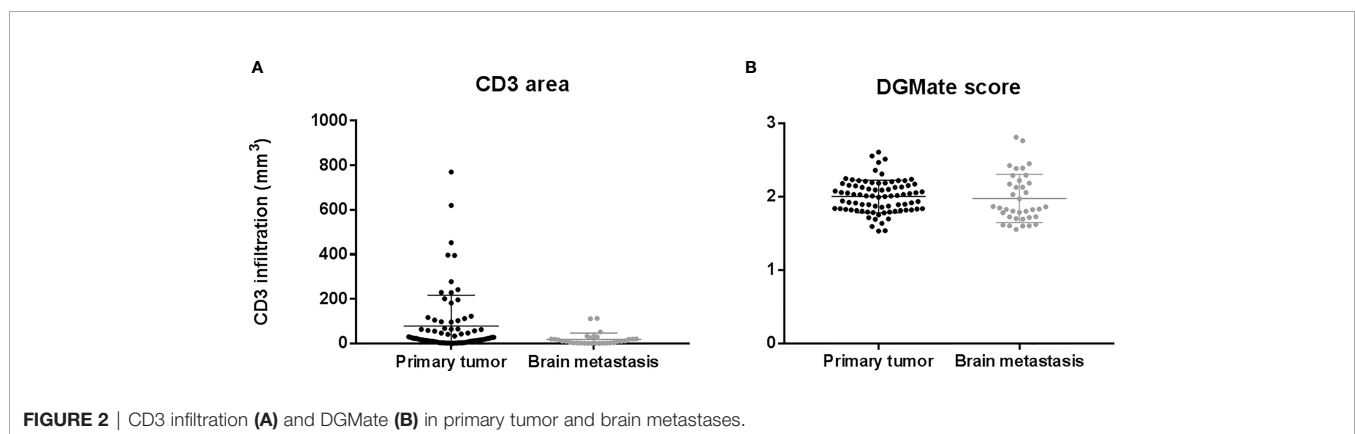 A
CD3 area
CD3 infiltration (mm³)
1000
800
600
400
200
0
Primary tumor Brain metastasis
B
DGMate score
3
2
1
0
Primary tumor Brain metastasis
FIGURE 2 | CD3 infiltration (A) and DGMate (B) in primary tumor and brain metastases.